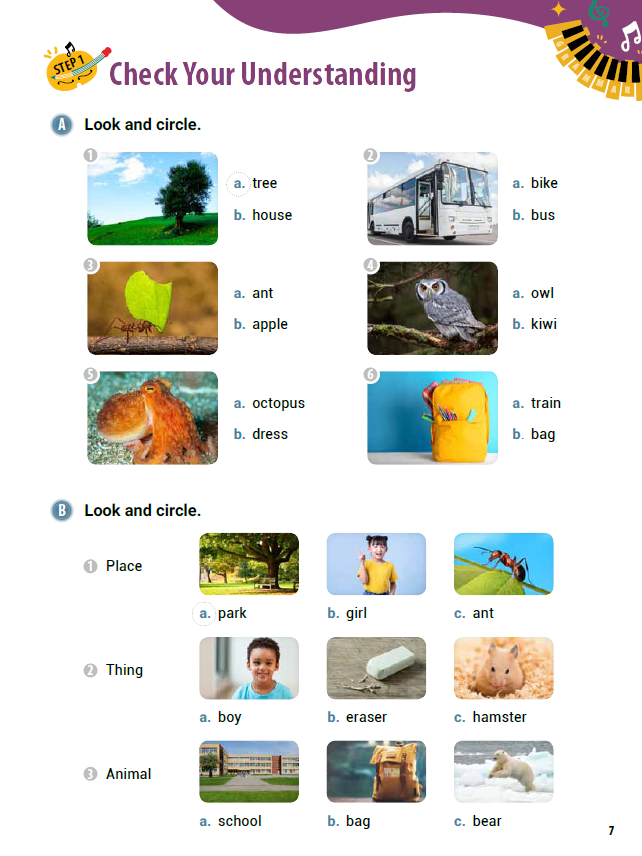 STEP 1
Check Your Understanding
GRAMMAR
A Look and circle.
1
a. tree
b. house
2
a. bike
b. bus
3
a. ant
b. apple
4
a. owl
b. kiwi
5
a. octopus
b. dress
6
a. train
b. bag
B Look and circle.
1 Place
a. park b. girl c. ant
2 Thing
a. boy b. eraser c. hamster
3 Animal
a. school b. bag c. bear
7